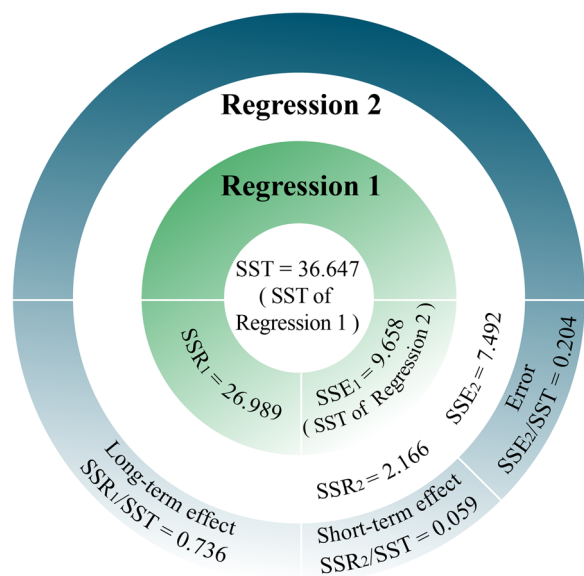 Regression 2
Regression 1
SST = 36.647
( SST of
Regression 1 )
SSR₁ = 26.989
SSE₁ = 9.658
( SST of Regression 2 )
SSR₂ = 2.166
SSE₂ = 7.492
Long-term effect
SSR₁/SST = 0.736
Short-term effect
SSR₂/SST = 0.059
Error
SSE₂/SST = 0.204